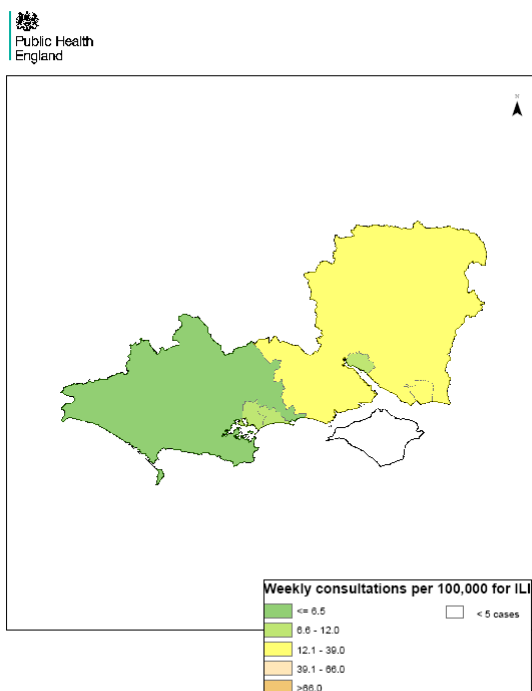 Public Health
England
N
Weekly consultations per 100,000 for ILI
<= 6.5
< 5 cases
6.6 - 12.0
12.1 - 39.0
39.1 - 66.0
>66.0